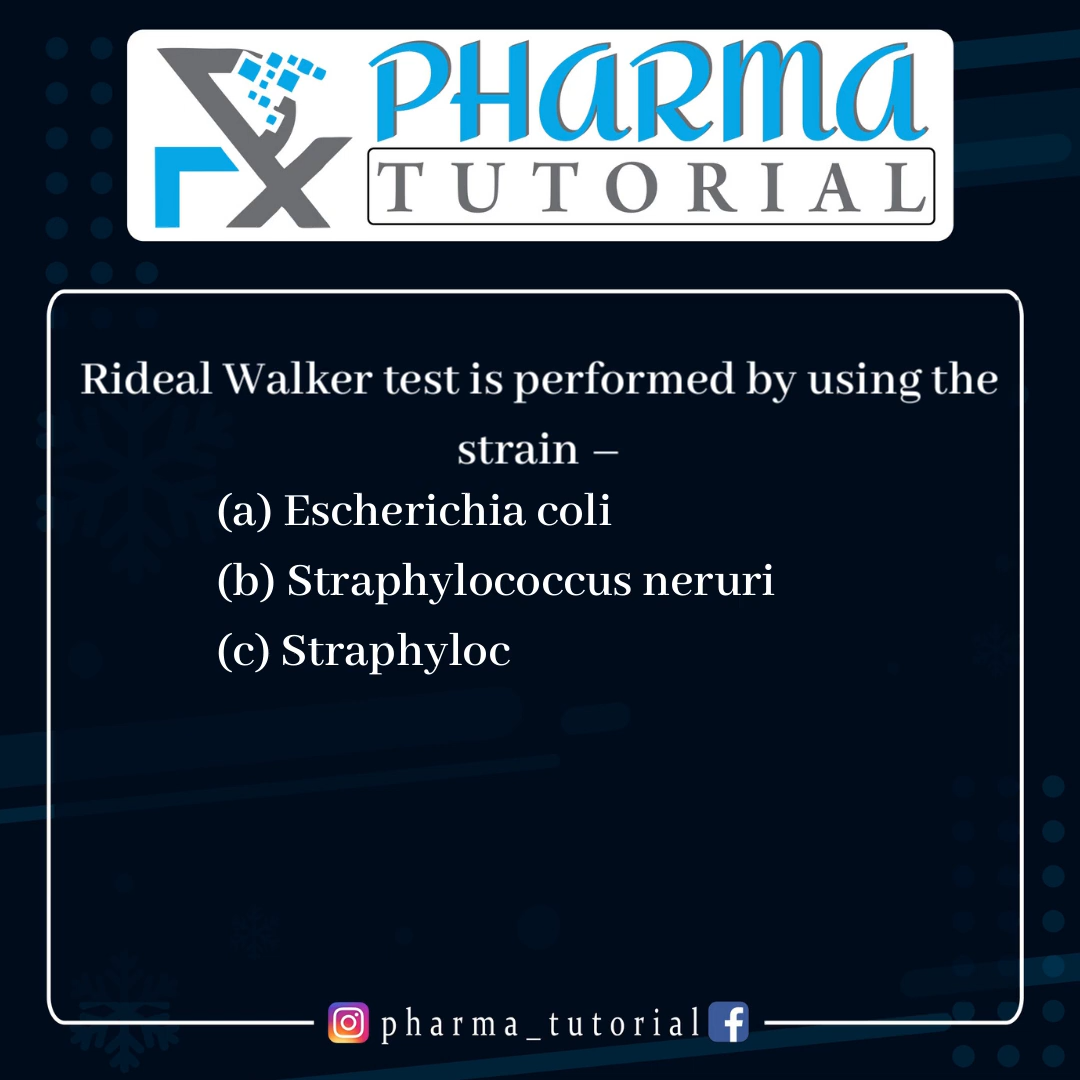 PHARMA
TUTORIAL
Rideal Walker test is performed by using the
strain –
(a) Escherichia coli
(b) Straphylococcus neruri
(c) Straphyloc
pharma_tutorial